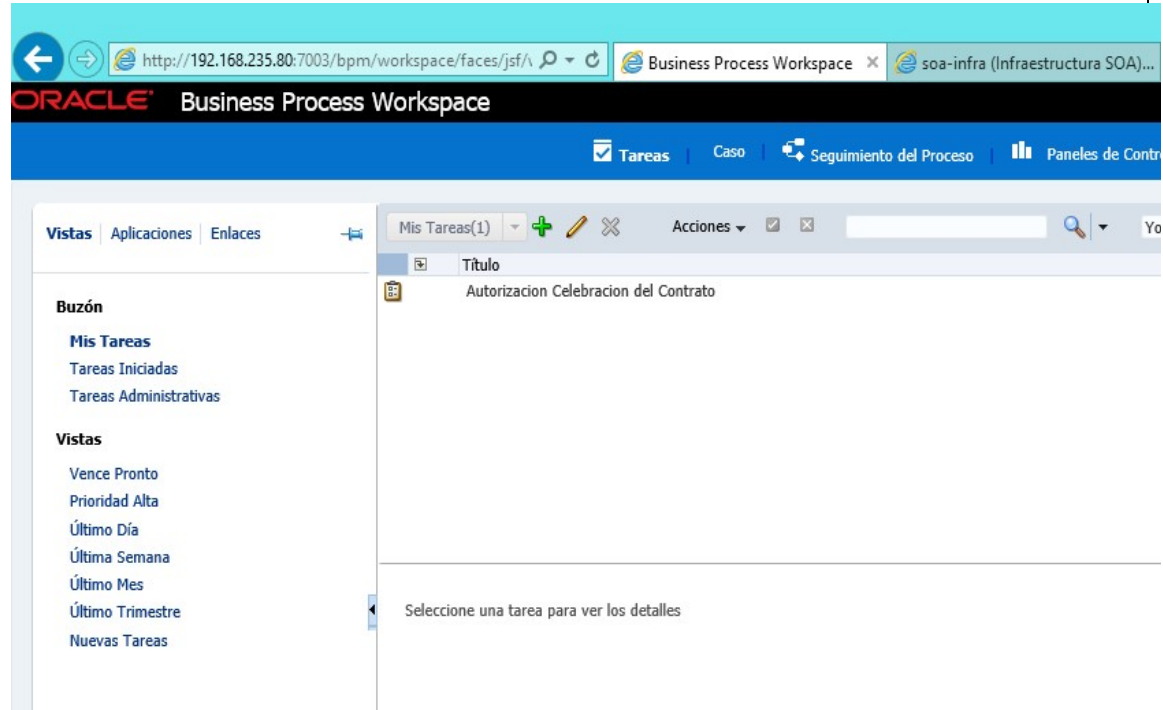 http://192.168.235.80:7003/bpm/workspace/faces/jsf/
Business Process Workspace
soa-infra (Infraestructura SOA)...
ORACLE Business Process Workspace
Tareas | Caso | Seguimiento del Proceso | Paneles de Contr
Vistas | Aplicaciones | Enlaces
Mis Tareas(1) Acciones Yo
Título
Autorizacion Celebracion del Contrato
Buzón
Mis Tareas
Tareas Iniciadas
Tareas Administrativas
Vistas
Vence Pronto
Prioridad Alta
Último Día
Última Semana
Último Mes
Último Trimestre
Nuevas Tareas
Seleccione una tarea para ver los detalles